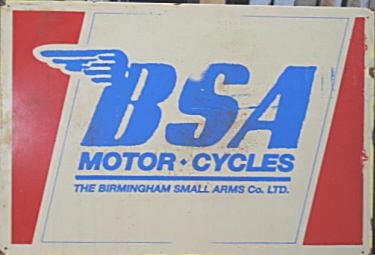 BSA
MOTOR・CYCLES
THE BIRMINGHAM SMALL ARMS Co. LTD.